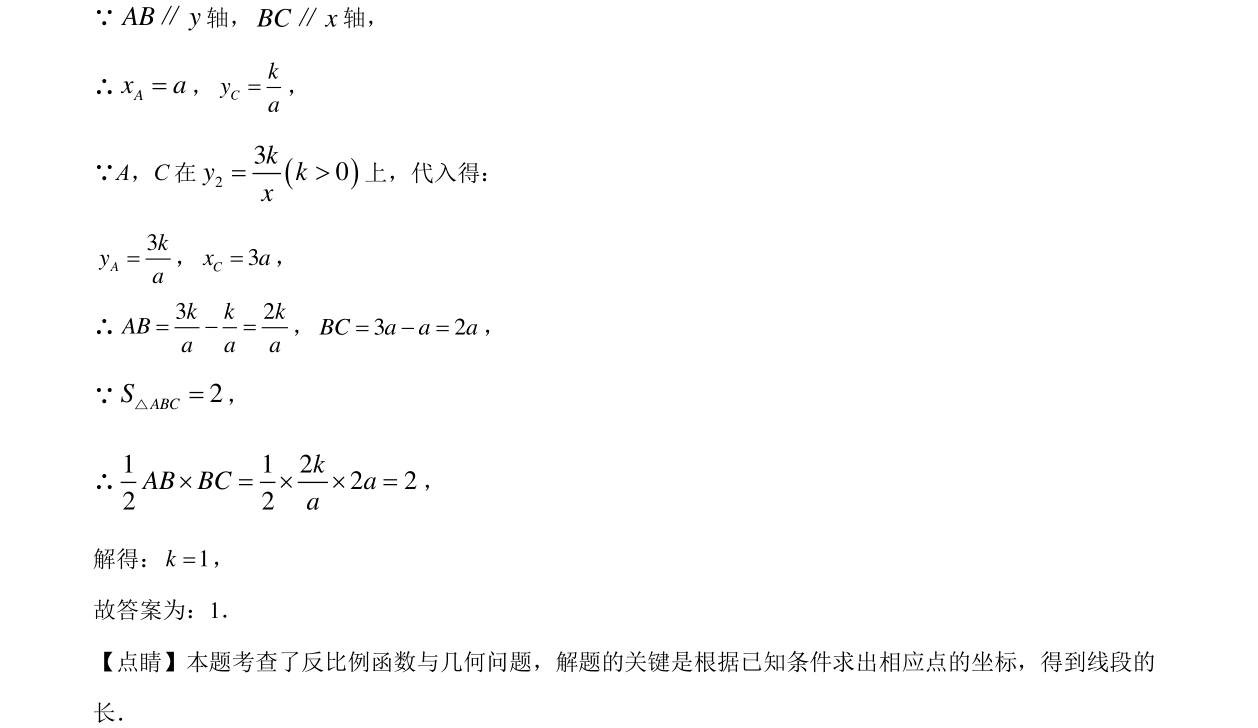 ∵ AB∥y轴，BC∥x轴，
∴ x_A = a，y_C = k/a，
∵A，C在 y_2 = 3k/x (k > 0) 上，代入得：
y_A = 3k/a，x_C = 3a，
∴ AB = 3k/a − k/a = 2k/a，BC = 3a − a = 2a，
∵ S_△ABC = 2，
∴ 1/2 AB × BC = 1/2 × 2k/a × 2a = 2，
解得：k = 1，
故答案为：1．
【点睛】本题考查了反比例函数与几何问题，解题的关键是根据已知条件求出相应点的坐标，得到线段的
长．